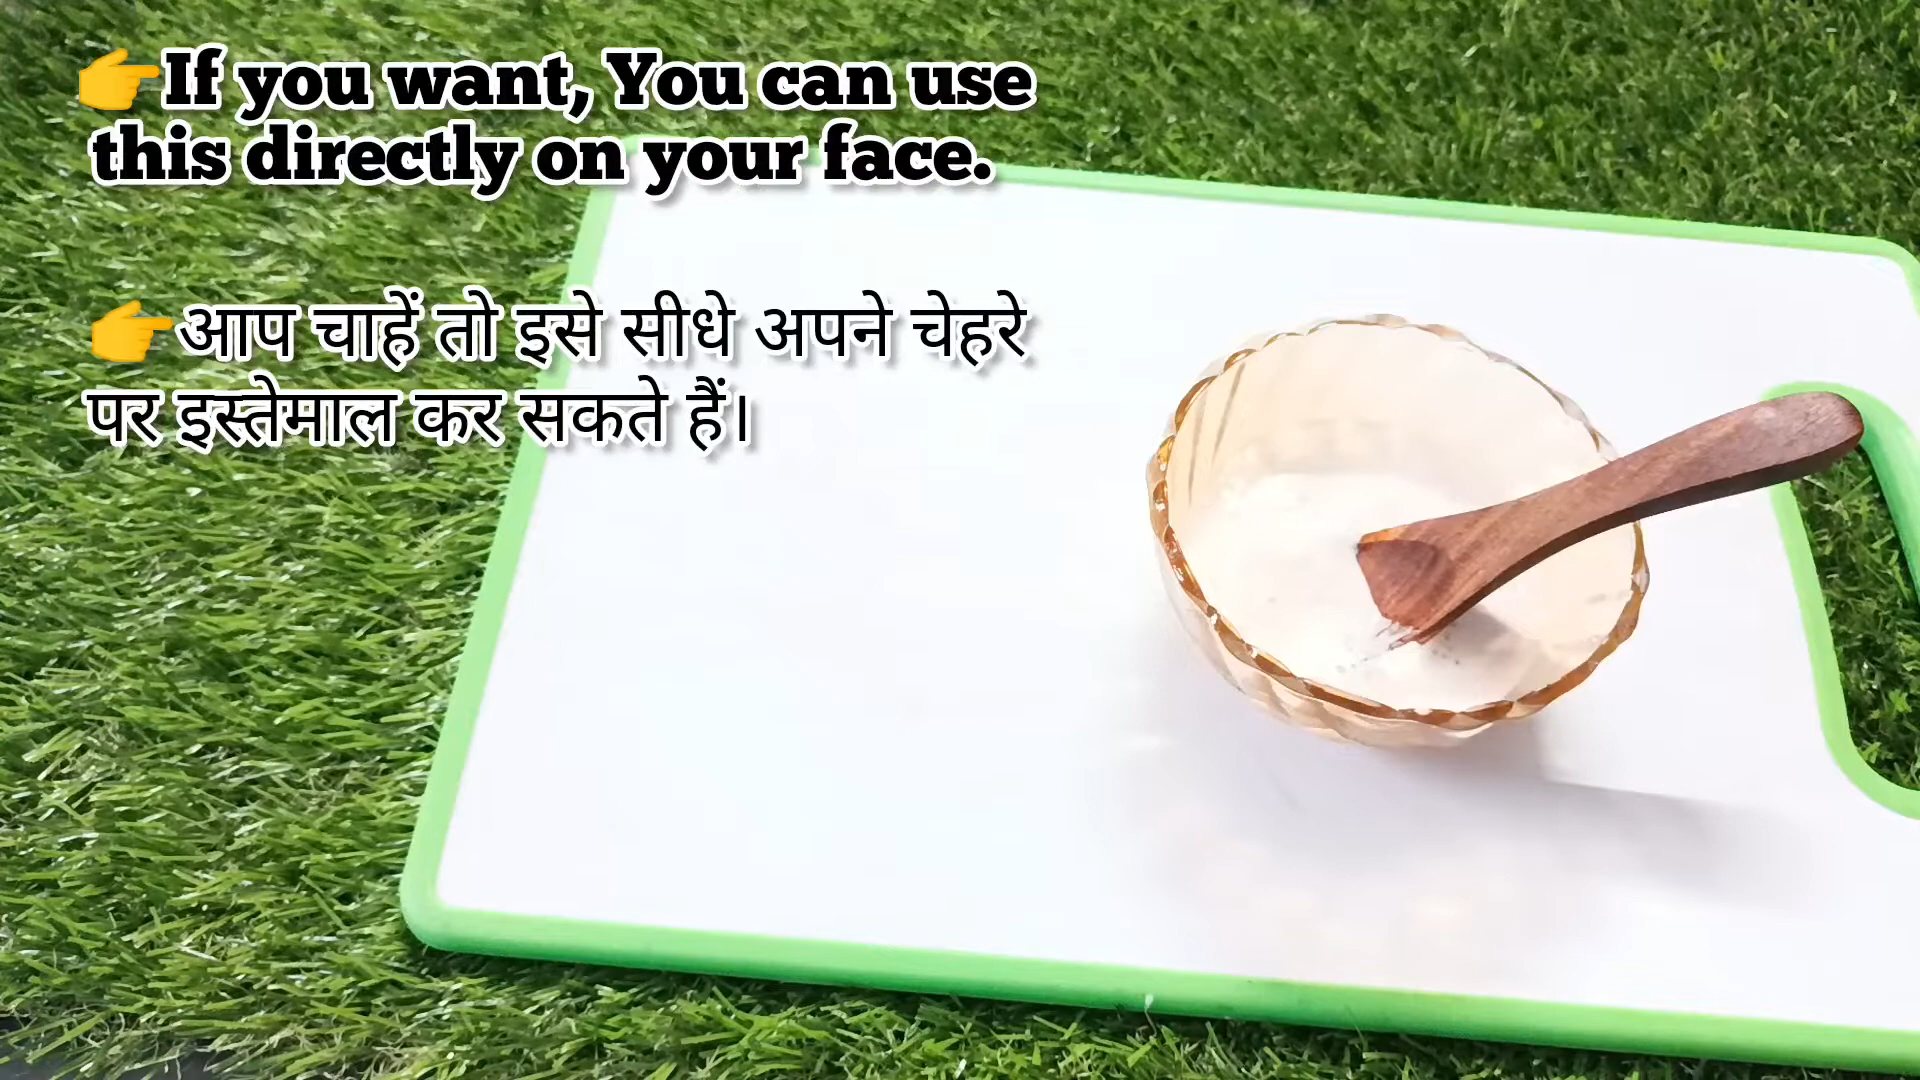 👉If you want, You can use
this directly on your face.
👉आप चाहें तो इसे सीधे अपने चेहरे
पर इस्तेमाल कर सकते हैं।